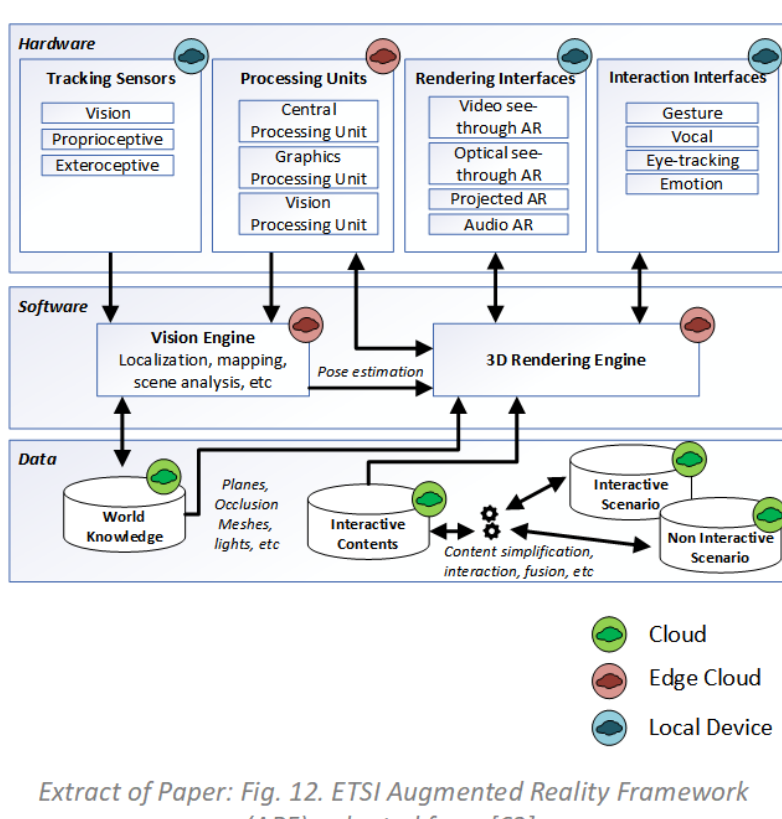 Hardware
Tracking Sensors
Vision
Proprioceptive
Exteroceptive
Processing Units
Central
Processing Unit
Graphics
Processing Unit
Vision
Processing Unit
Rendering Interfaces
Video see-
through AR
Optical see-
through AR
Projected AR
Audio AR
Interaction Interfaces
Gesture
Vocal
Eye-tracking
Emotion
Software
Vision Engine
Localization, mapping,
scene analysis, etc
Pose estimation
3D Rendering Engine
Data
World
Knowledge
Planes,
Occlusion
Meshes,
lights, etc
Interactive
Contents
Content simplification,
interaction, fusion, etc
Interactive
Scenario
Non Interactive
Scenario
Cloud
Edge Cloud
Local Device
Extract of Paper: Fig. 12. ETSI Augmented Reality Framework